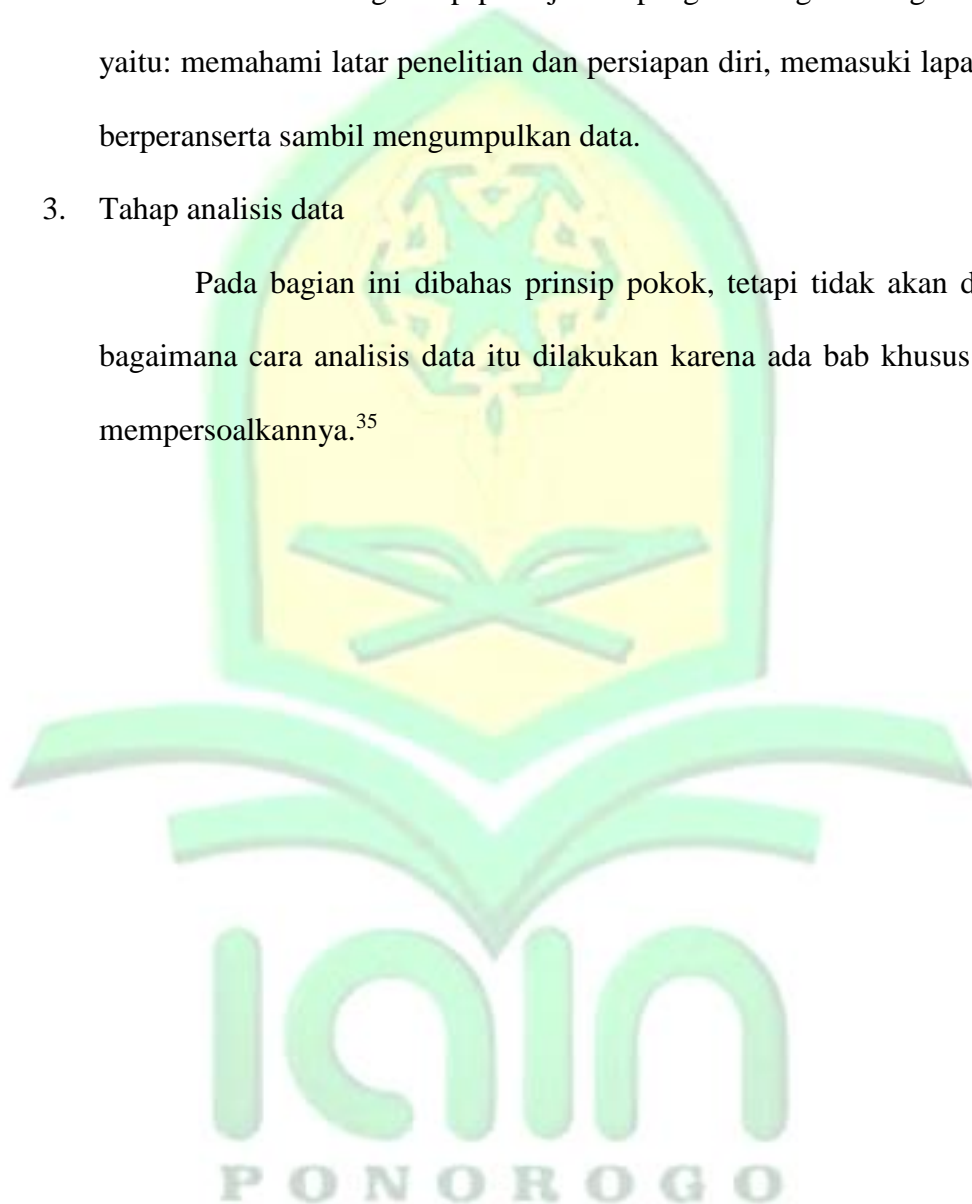 yaitu: memahami latar penelitian dan persiapan diri, memasuki
berperanserta sambil mengumpulkan data.
3. Tahap analisis data
Pada bagian ini dibahas prinsip pokok, tetapi tidak akan
bagaimana cara analisis data itu dilakukan karena ada bab khusus
mempersoalkannya.³⁵
iain
PONOROGO